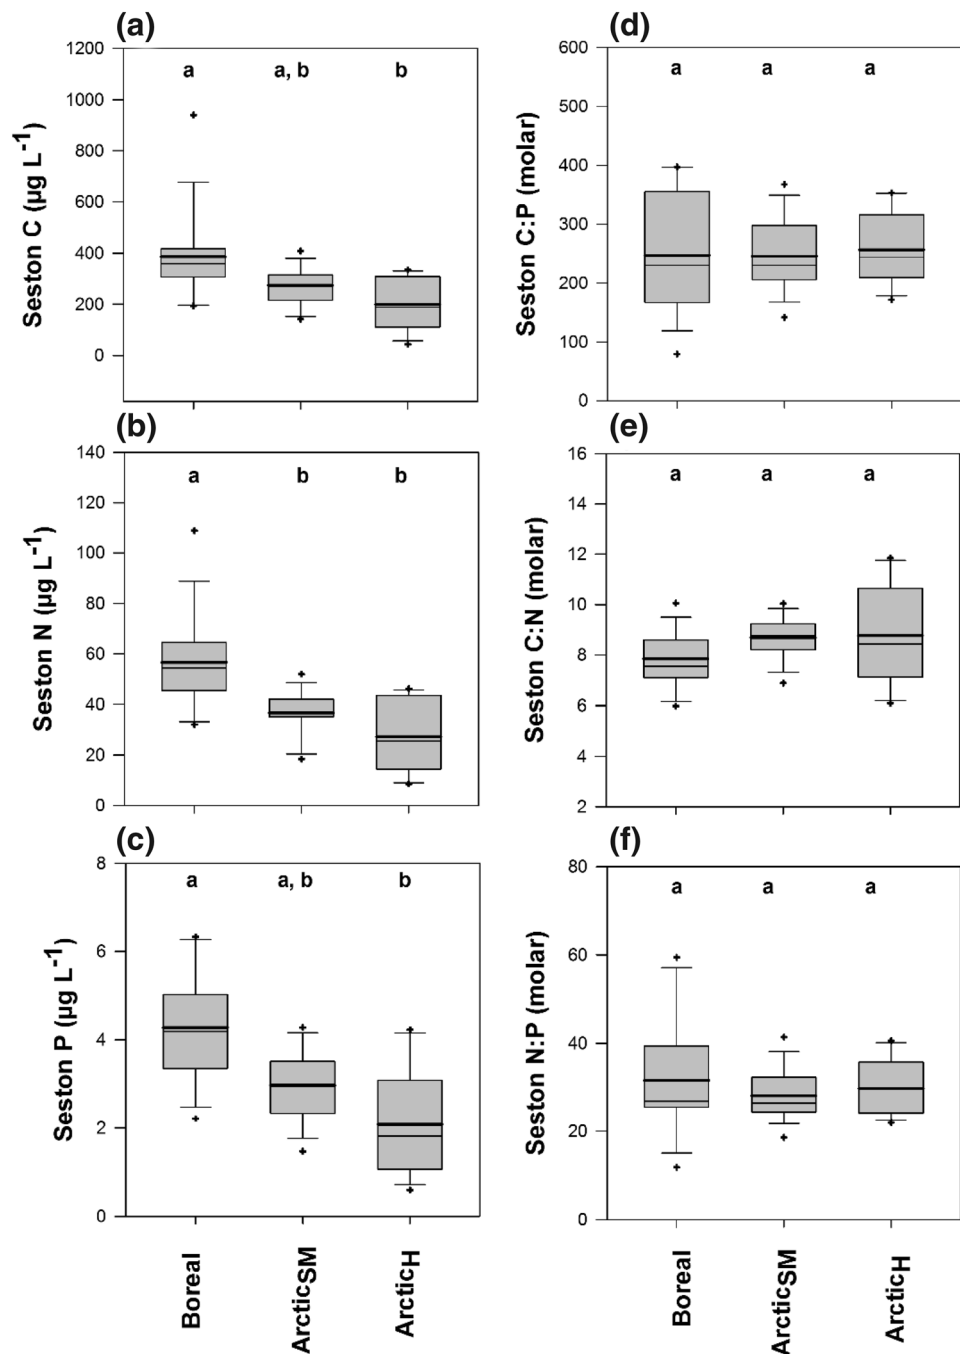 (a)
Seston C (µg L-1)
1200
1000
800
600
400
200
0
a
a, b
b
(d)
Seston C:P (molar)
600
500
400
300
200
100
0
a
a
a
(b)
Seston N (µg L-1)
140
120
100
80
60
40
20
0
a
b
b
(e)
Seston C:N (molar)
16
14
12
10
8
6
4
2
a
a
a
(c)
Seston P (µg L-1)
8
6
4
2
0
a
a, b
b
Boreal
ArcticSM
ArcticH
(f)
Seston N:P (molar)
80
60
40
20
0
a
a
a
Boreal
ArcticSM
ArcticH